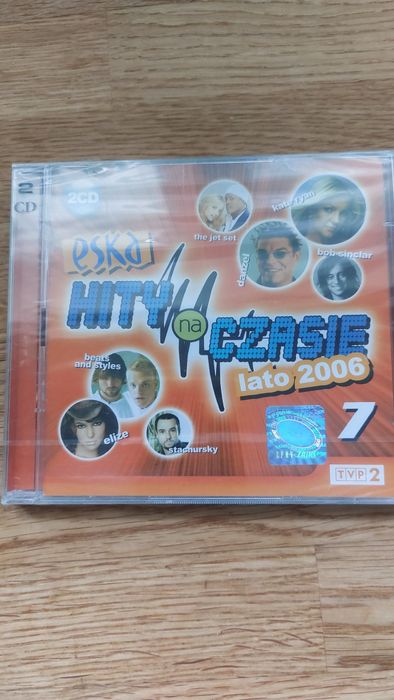 2
CD
2CD
eska
HITY na CZASIE
lato 2006
7
the jet set
kate ryan
danzel
bob sinclar
beats
and styles
elize
stachursky
TVP 2